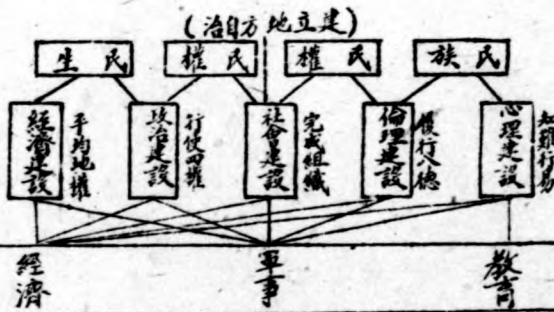 (治自方地立建)
生民　權民　權民　族民
心理建設　知難行易
倫理建設　履行八德
社會建設　完成組織
政治建設　行使四權
經濟建設　平均地權
經濟　軍事　教育